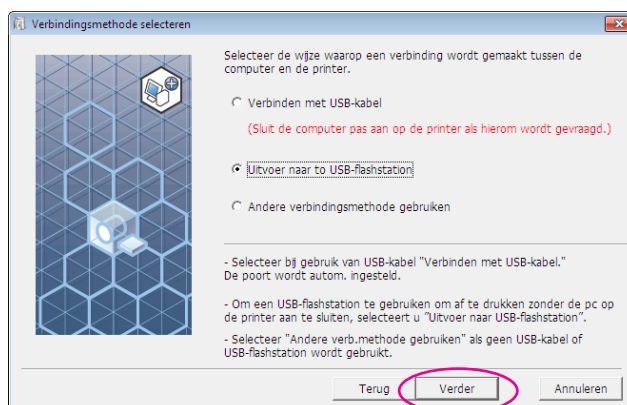 Verbindingsmethode selecteren
Selecteer de wijze waarop een verbinding wordt gemaakt tussen de
computer en de printer.
Verbinden met USB-kabel
(Sluit de computer pas aan op de printer als hierom wordt gevraagd.)
Uitvoer naar to USB-flashstation
Andere verbindingsmethode gebruiken
- Selecteer bij gebruik van USB-kabel "Verbinden met USB-kabel."
De poort wordt autom. ingesteld.
- Om een USB-flashstation te gebruiken om af te drukken zonder de pc op
de printer aan te sluiten, selecteert u "Uitvoer naar USB-flashstation".
- Selecteer "Andere verb.methode gebruiken" als geen USB-kabel of
USB-flashstation wordt gebruikt.
Terug Verder Annuleren